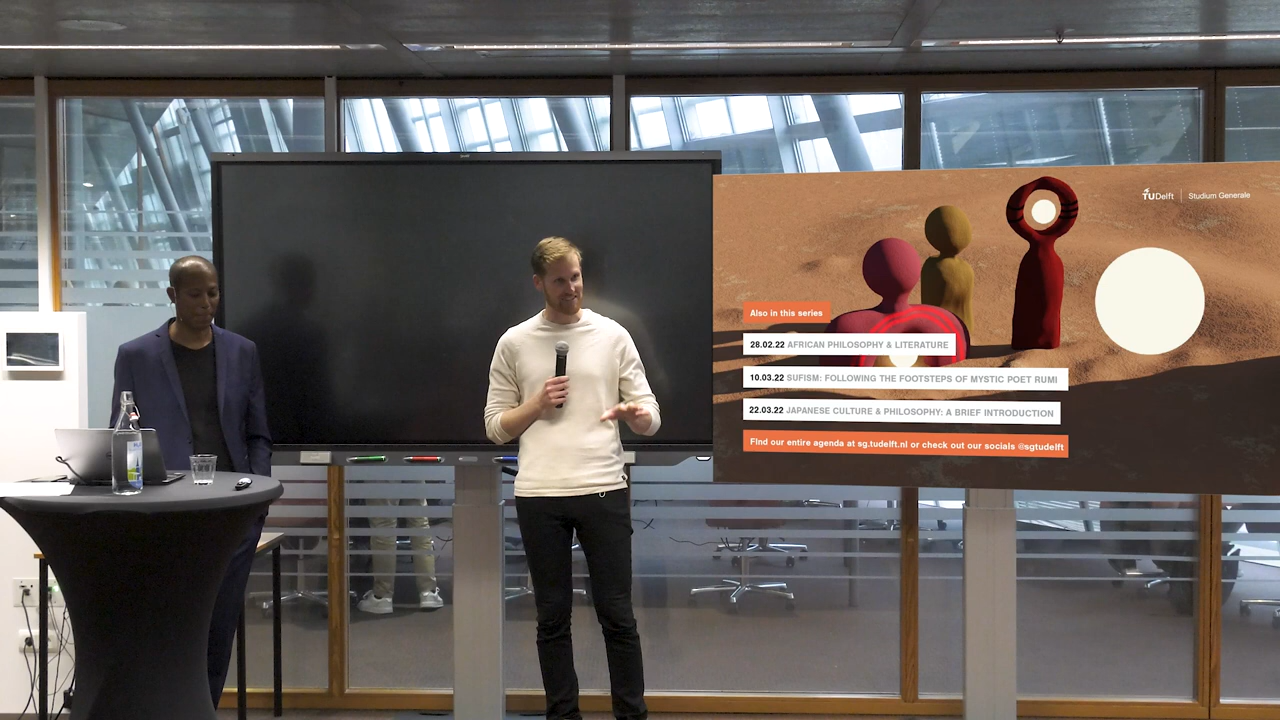 TUDelft Studium Generale
Also in this series
28.02.22 AFRICAN PHILOSOPHY & LITERATURE
10.03.22 SUFISM: FOLLOWING THE FOOTSTEPS OF MYSTIC POET RUMI
22.03.22 JAPANESE CULTURE & PHILOSOPHY: A BRIEF INTRODUCTION
Find our entire agenda at sg.tudelft.nl or check out our socials @sgtudelft